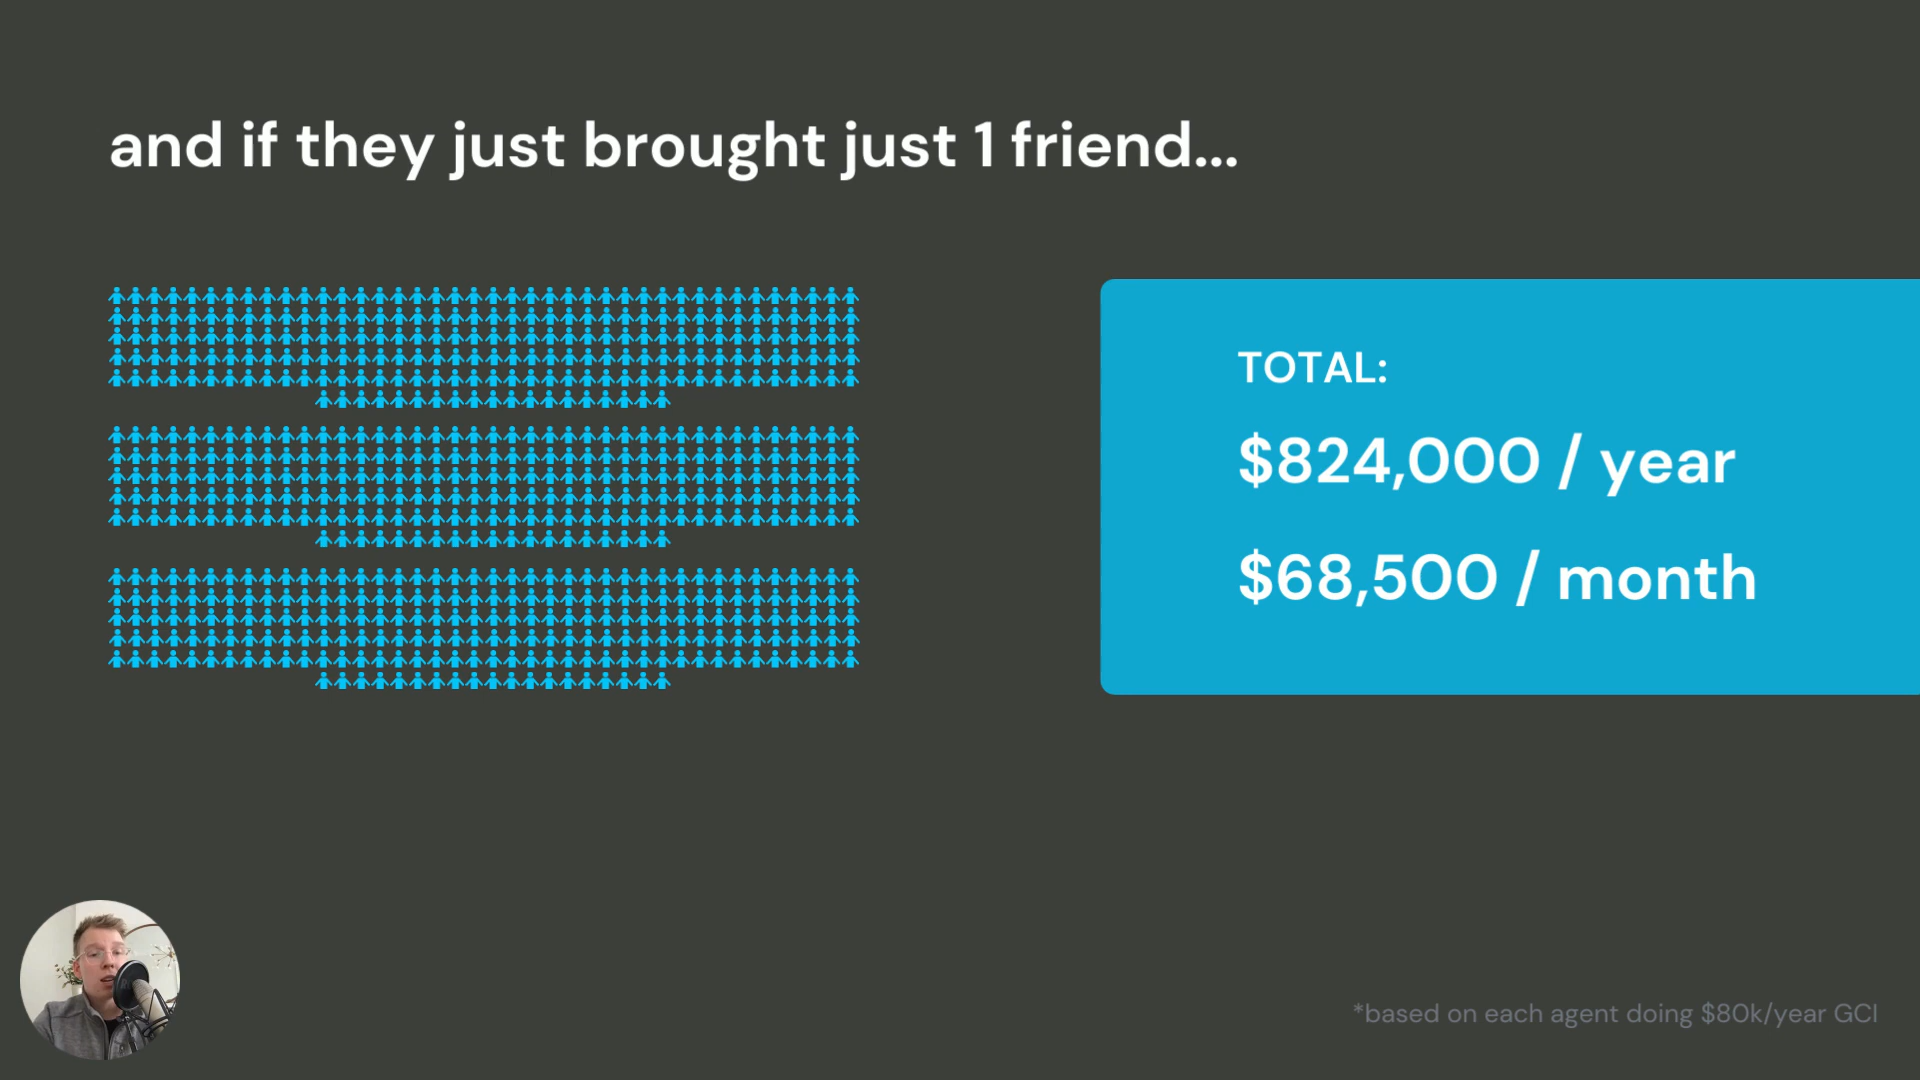 and if they just brought just 1 friend...
TOTAL:
$824,000 / year
$68,500 / month
*based on each agent doing $80k/year GCI